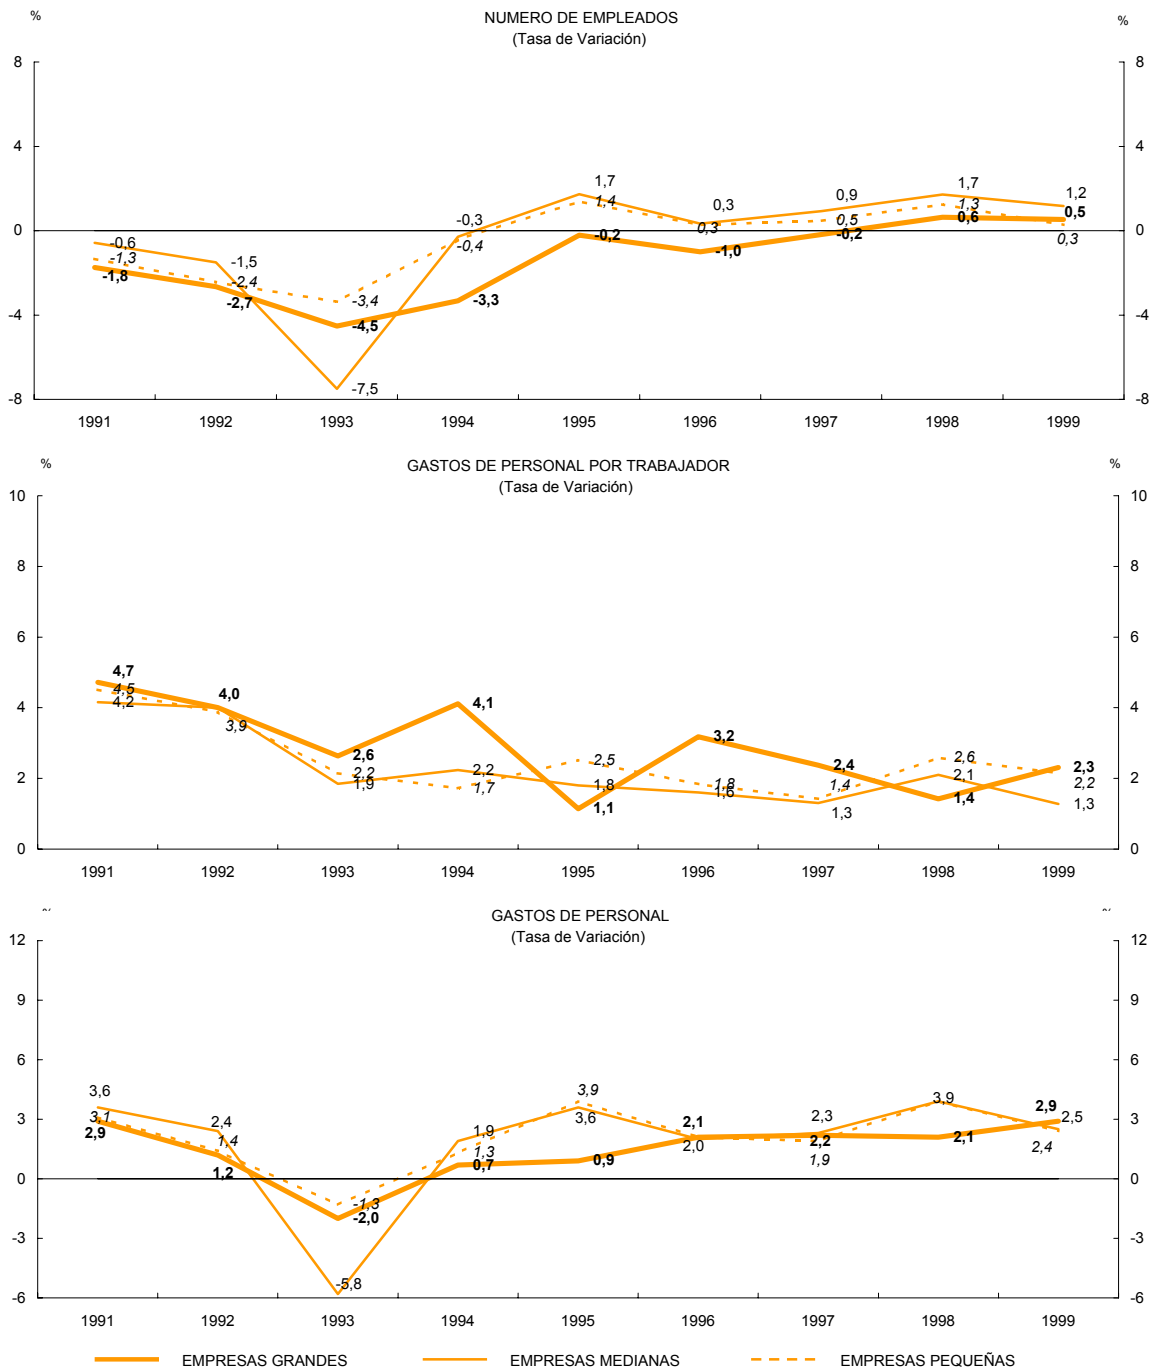 NUMERO DE EMPLEADOS
% %
(Tasa de Variación)
8 8
4 4
1,7 0,3 0,9 1,7 1,2
-0,3 1,4 1,3 0,5
0,3 0,5 0,6
0 -0,6 -0,4 -0,2 -0,2 0,3 0
-1,3 -1,5 -1,0
-1,8 -2,4
-2,7 -3,4 -3,3
-4 -4,5 -4
-7,5
-8 -8
1991 1992 1993 1994 1995 1996 1997 1998 1999
% GASTOS DE PERSONAL POR TRABAJADOR %
(Tasa de Variación)
10 10
8 8
6 6
4,7
4,5 4,0
4,2 4,1
4 4
3,9
3,2
2,6 2,5 2,4 2,6 2,3
2,2 2,2 2,1
2 1,9 1,7 1,8 1,8 1,4 2,2 2
1,6
1,1 1,3 1,4 1,3
0 0
1991 1992 1993 1994 1995 1996 1997 1998 1999
% GASTOS DE PERSONAL %
(Tasa de Variación)
12 12
9 9
6 6
3,6 3,9 3,9
3 3,1 2,4 3,6 2,1 2,3 2,9 2,5 3
2,9 1,4 1,9 2,0 2,2 2,1 2,4
1,2 1,3 1,9
0 0,7 0,9 0
-1,3
-2,0
-3 -3
-5,8
-6 -6
1991 1992 1993 1994 1995 1996 1997 1998 1999
EMPRESAS GRANDES EMPRESAS MEDIANAS EMPRESAS PEQUEÑAS